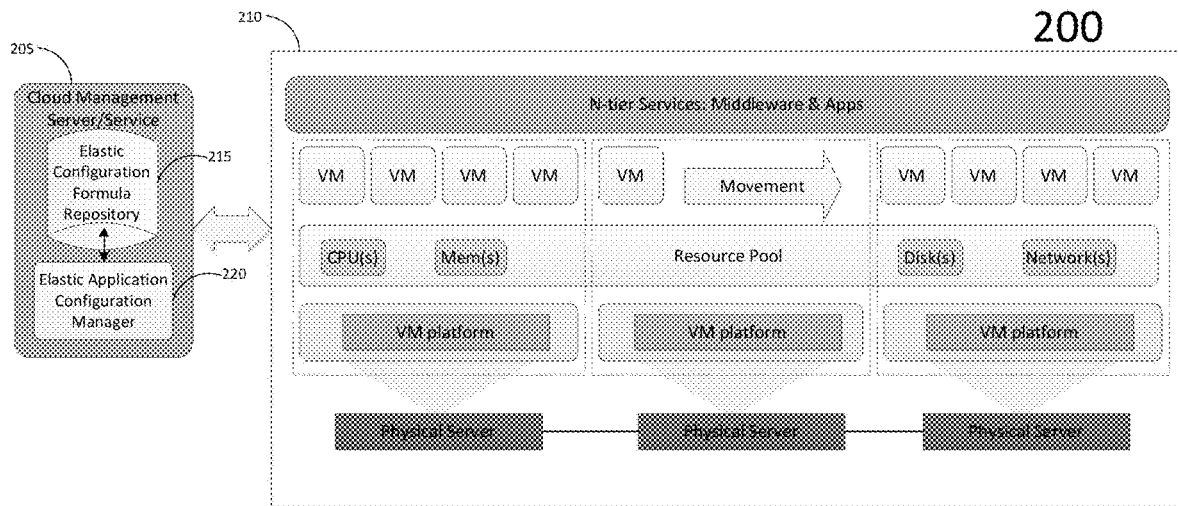 200
210
205
Cloud Management
Server/Service
Elastic
Configuration
Formula
Repository
215
Elastic Application
Configuration
Manager
220
N-tier Services: Middleware & Apps
VM VM VM VM VM Movement VM VM VM VM
CPU(s) Mem(s) Resource Pool Disk(s) Network(s)
VM platform VM platform VM platform
Physical Server Physical Server Physical Server